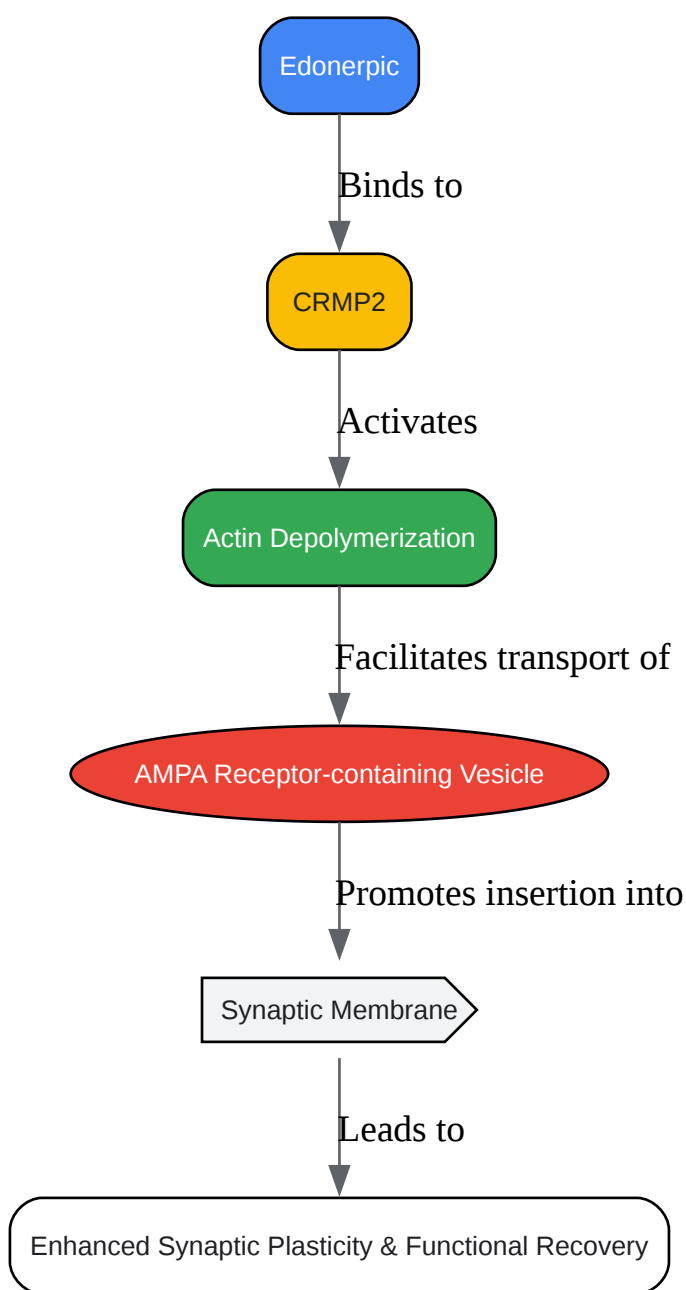 Edonerpic
Binds to
CRMP2
Activates
Actin Depolymerization
Facilitates transport of
AMPA Receptor-containing Vesicle
Promotes insertion into
Synaptic Membrane
Leads to
Enhanced Synaptic Plasticity & Functional Recovery